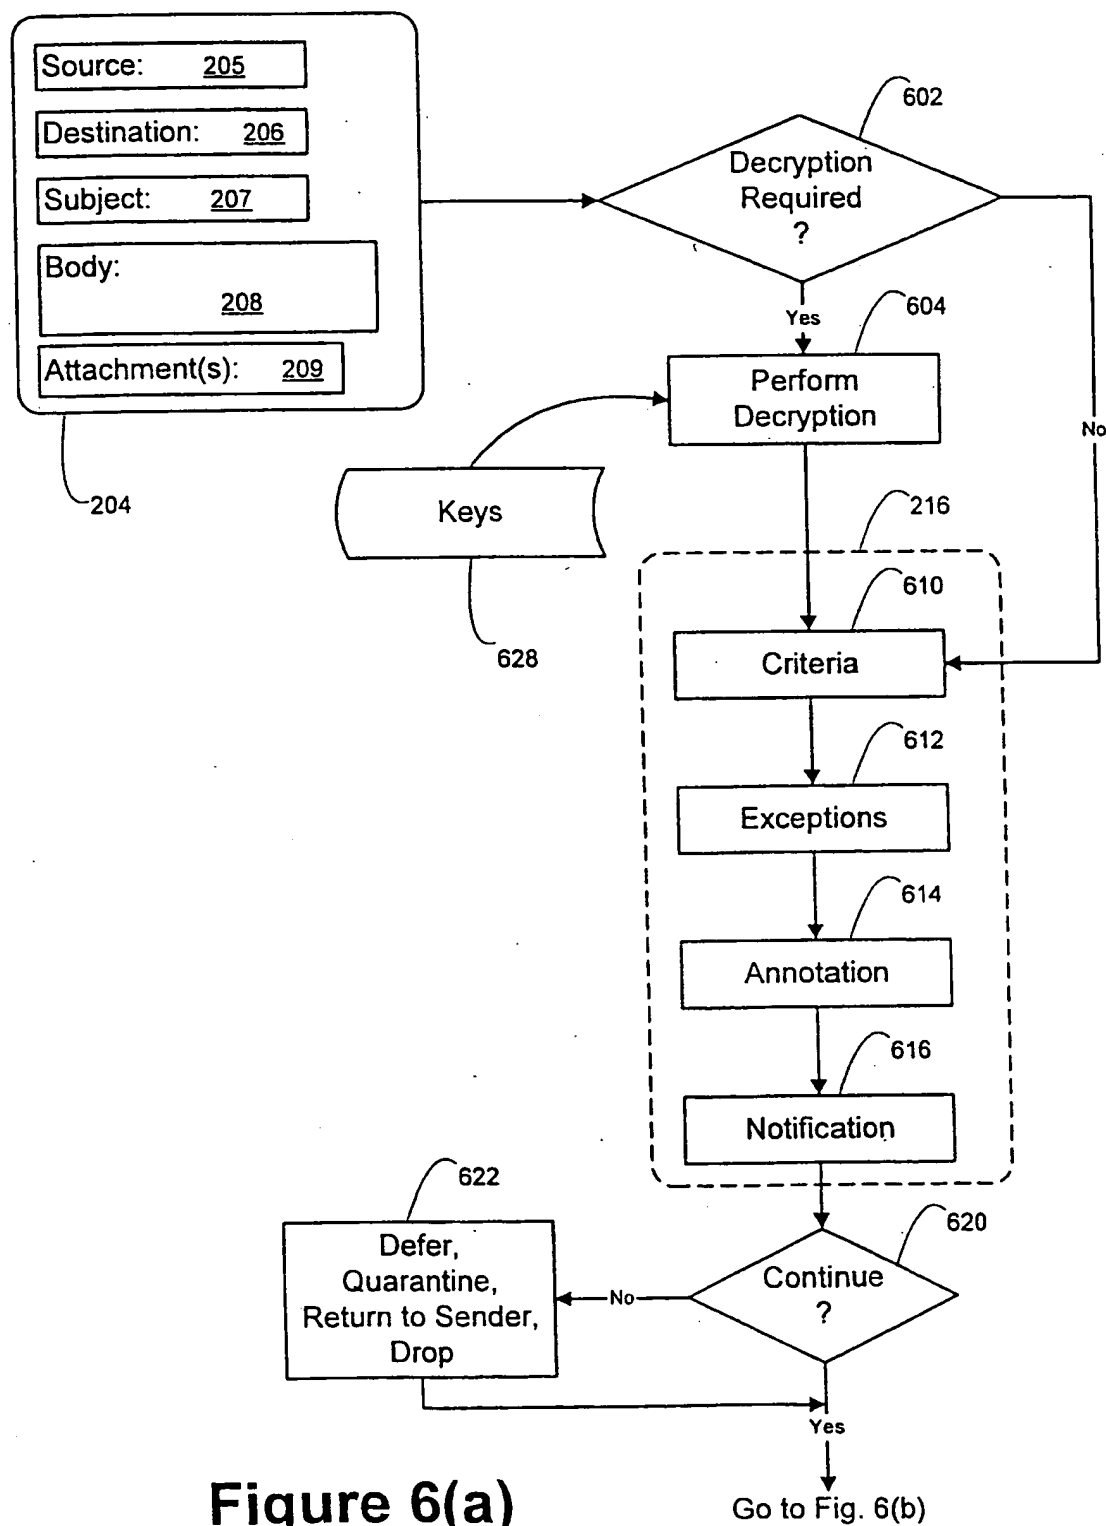 Source: 205
Destination: 206
Subject: 207
Body:
208
Attachment(s): 209
204
602
Decryption
Required
?
Yes
No
604
Perform
Decryption
Keys
628
216
610
Criteria
612
Exceptions
614
Annotation
616
Notification
622
Defer,
Quarantine,
Return to Sender,
Drop
620
Continue
?
No
Yes
Figure 6(a)
Go to Fig. 6(b)